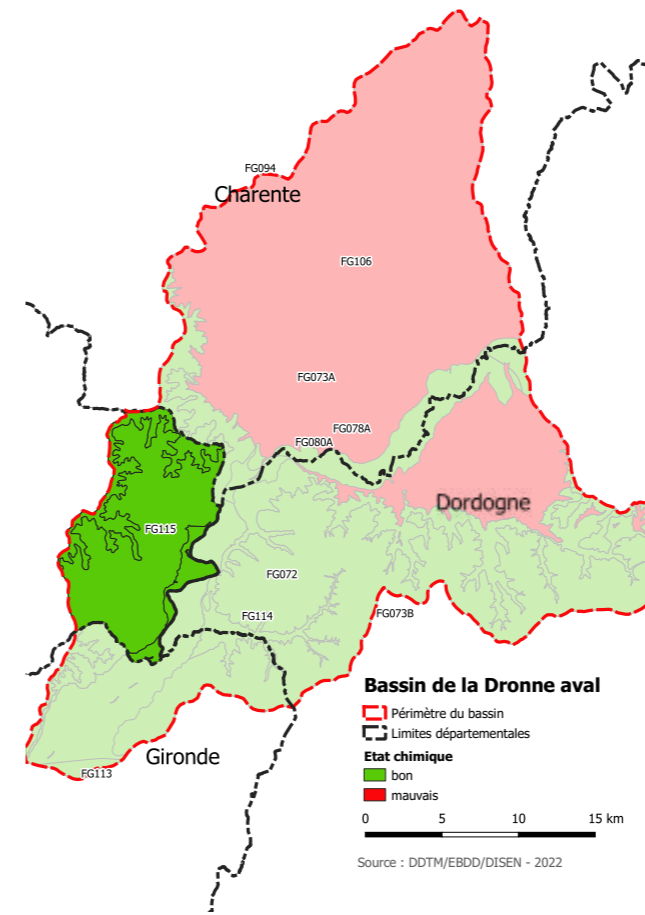 FG094
Charente
FG106
FG073A
FG078A
FG080A
Dordogne
FG115
FG072
FG114
FG073B
Bassin de la Dronne aval
Périmètre du bassin
Limites départementales
Etat chimique
bon
mauvais
0 5 10 15 km
Source : DDTM/EBDD/DISEN - 2022
Gironde
FG113